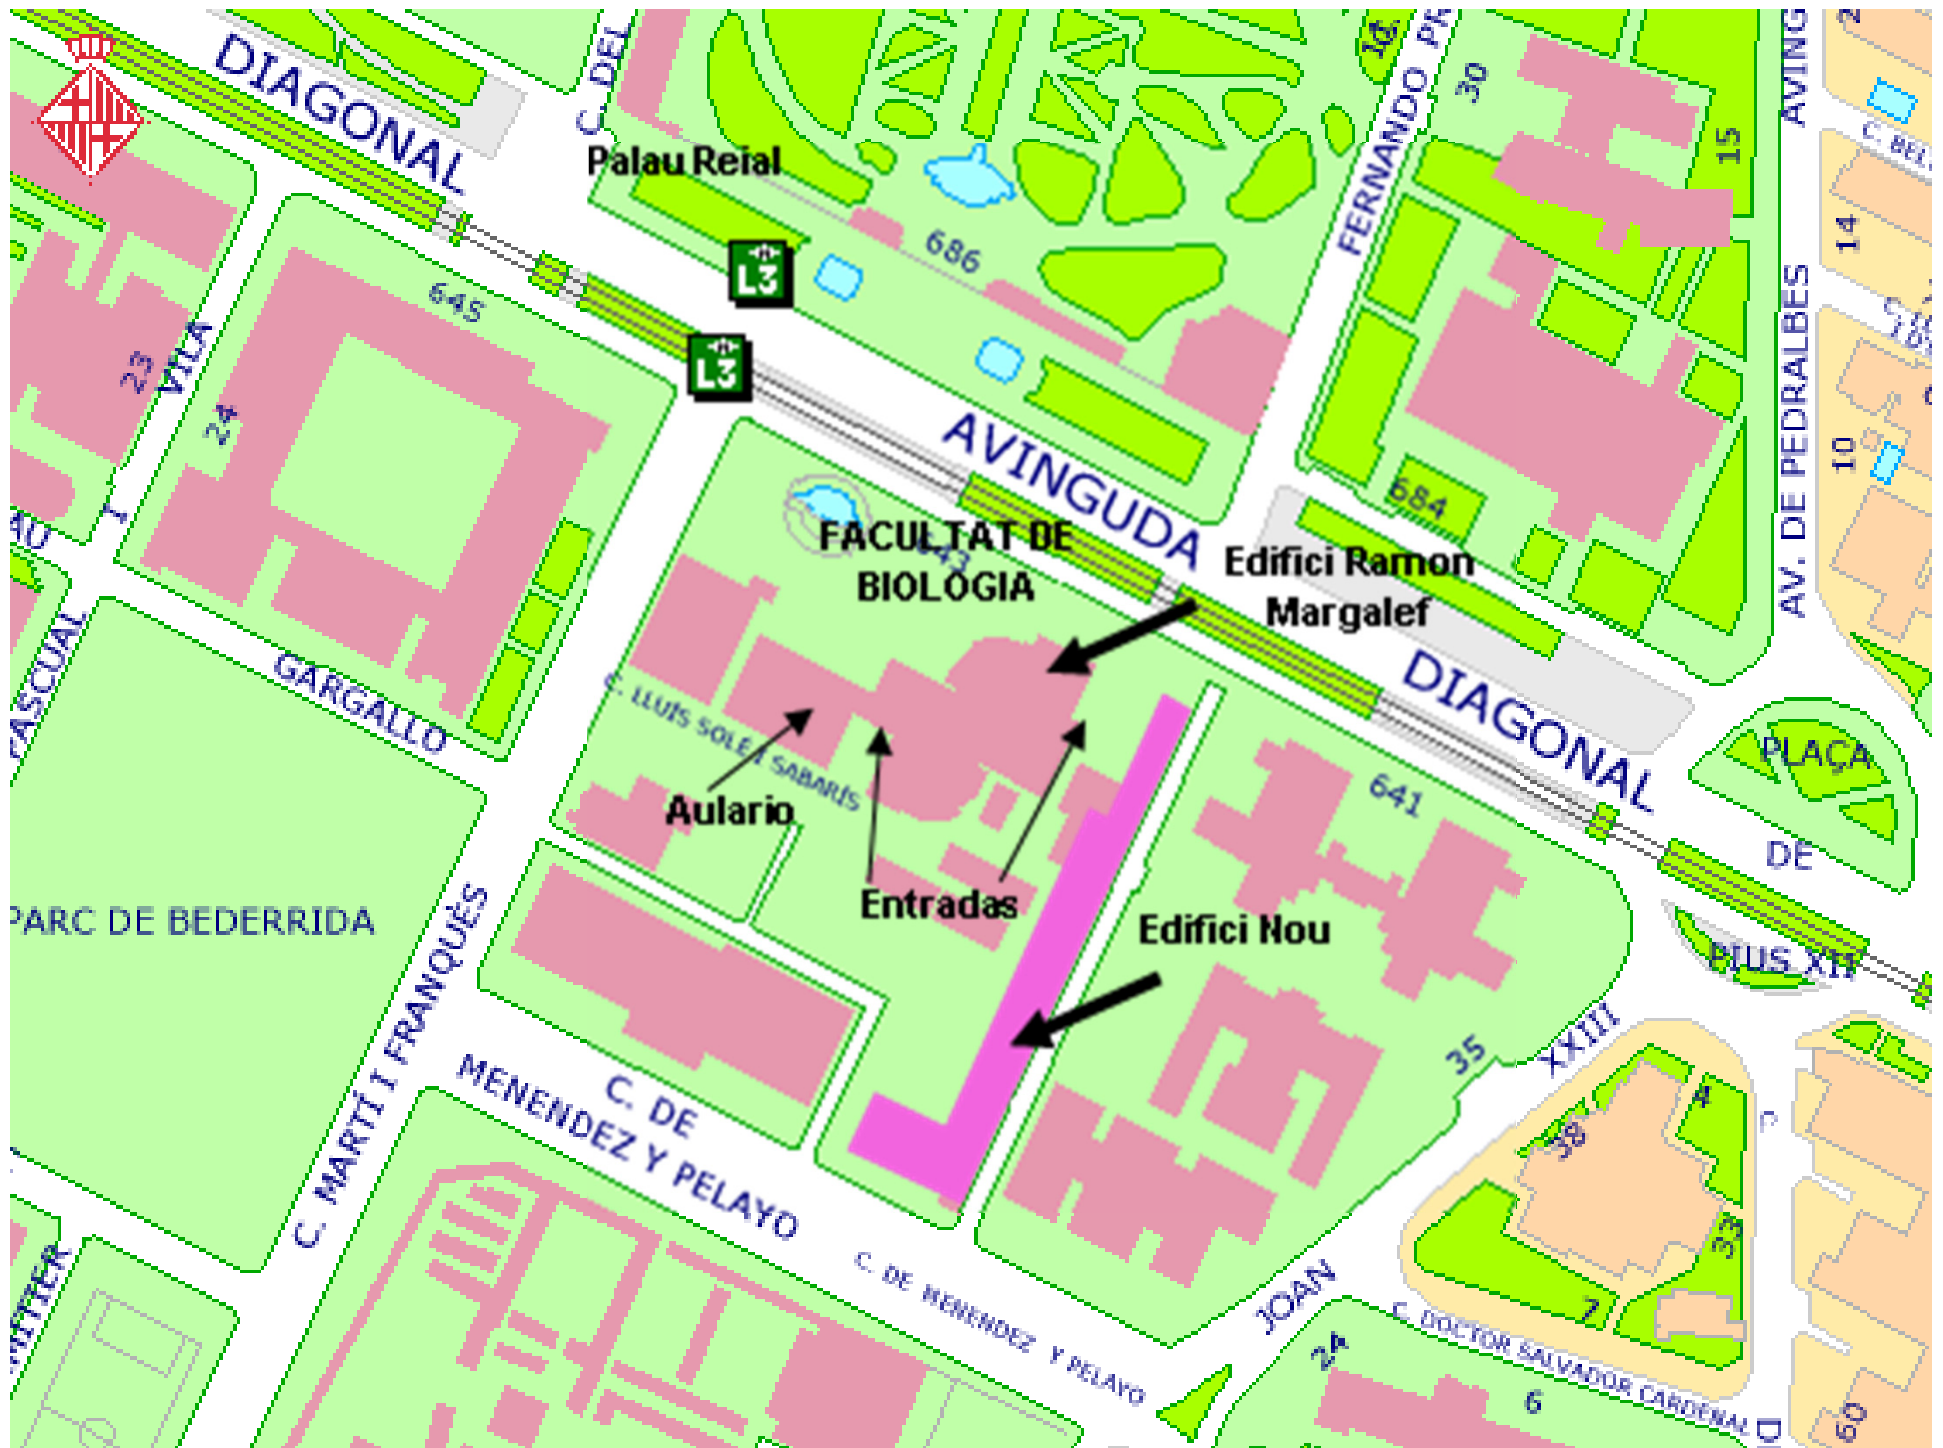 DIAGONAL
C. DEL
Palau Reial
686
FERNANDO
30
15
14
C.
645
L3
L3
VILA
23
24
I
AV. DE PEDRALBES
10
AVINGUDA
684
FACULTAT DE
643
BIOLOGIA
Edifici Ramon
Margalef
DIAGONAL
PASCUAL
GARGALLO
C. LLUÍS SOLÉ I SABARÍS
Aulario
641
PLAÇA
DE
PIUS XII
Entradas
Edifici Nou
PARC DE BEDERRIDA
C. MARTÍ I FRANQUÈS
C. DE
MENENDEZ Y PELAYO
35
XXIII
4
38
33
7
C. DE MENENDEZ Y PELAYO
JOAN
24
C. DOCTOR SALVADOR CARDENAL
6
60